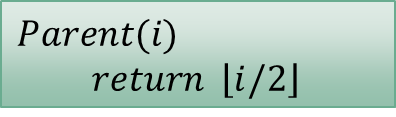 Parent(i)
return ⌊i/2⌋